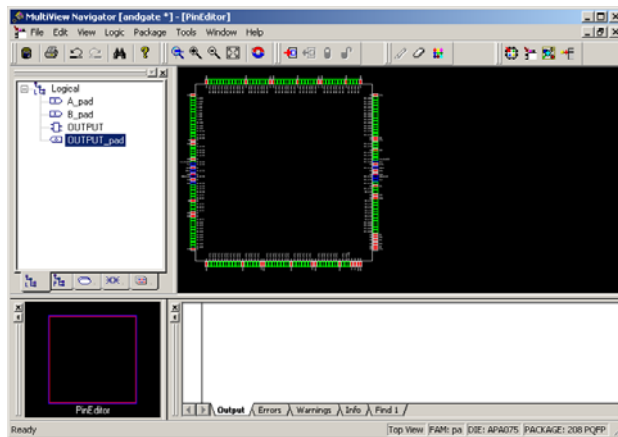 MultiView Navigator [andgate *] - [PinEditor]
File Edit View Logic Package Tools Window Help
Logical
A_pad
B_pad
OUTPUT
OUTPUT_pad
PinEditor
Output Errors Warnings Info Find 1
Ready
Top View FAM: pa DIE: APA075 PACKAGE: 208 PQFP